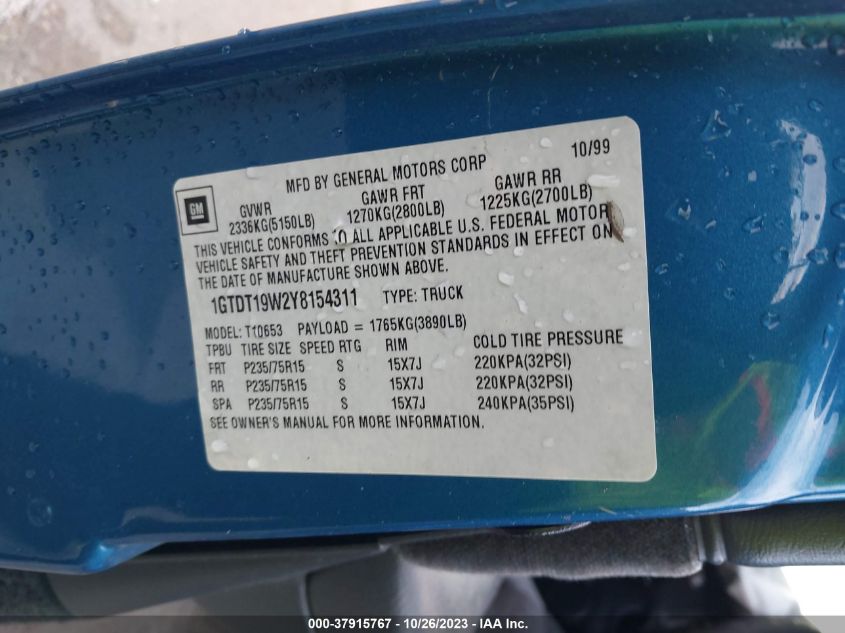 MFD BY GENERAL MOTORS CORP 10/99
GM
GVWR GAWR FRT GAWR RR
2336KG(5150LB) 1270KG(2800LB) 1225KG(2700LB)
THIS VEHICLE CONFORMS TO ALL APPLICABLE U.S. FEDERAL MOTOR
VEHICLE SAFETY AND THEFT PREVENTION STANDARDS IN EFFECT ON
THE DATE OF MANUFACTURE SHOWN ABOVE.
1GTDT19W2Y8154311 TYPE: TRUCK
MODEL: T10653 PAYLOAD = 1765KG(3890LB)
TPBU TIRE SIZE SPEED RTG RIM COLD TIRE PRESSURE
FRT P235/75R15 S 15X7J 220KPA(32PSI)
RR P235/75R15 S 15X7J 220KPA(32PSI)
SPA P235/75R15 S 15X7J 240KPA(35PSI)
SEE OWNER'S MANUAL FOR MORE INFORMATION.
000-37915767 - 10/26/2023 - IAA Inc.